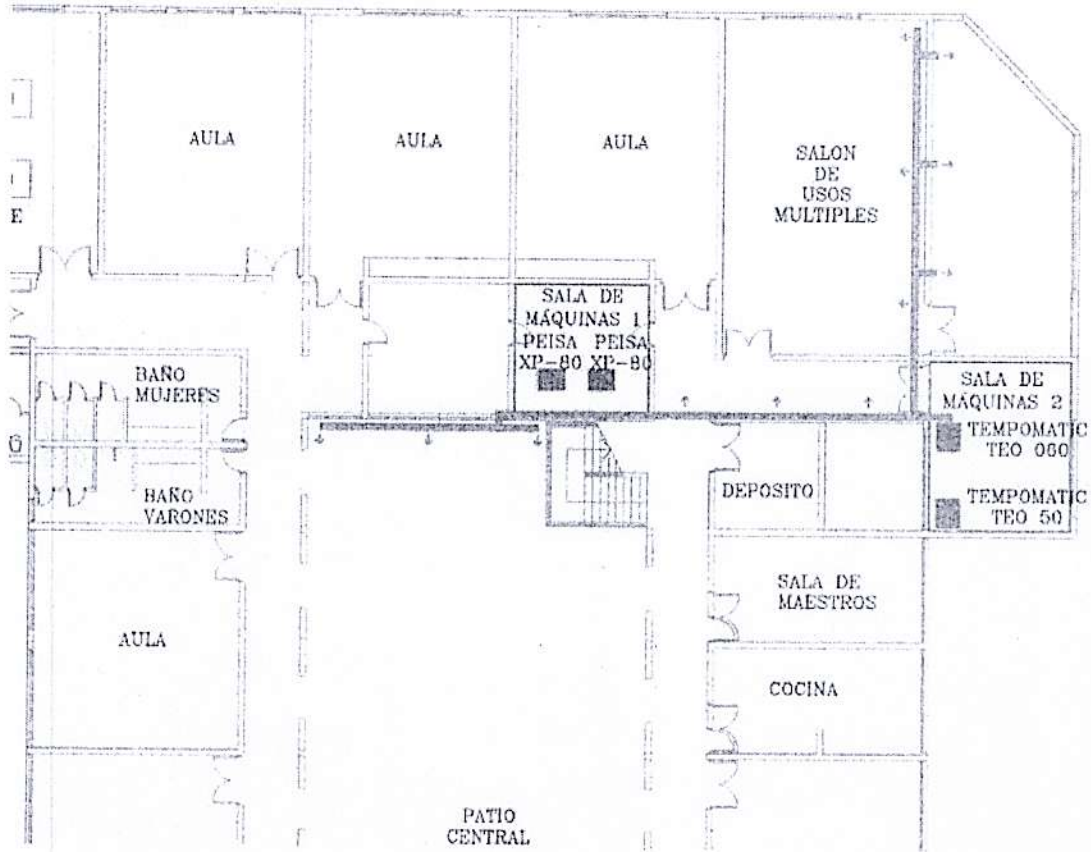 AULA
AULA
AULA
SALON
DE
USOS
MULTIPLES
E
SALA DE
MÁQUINAS 1
PEISA PEISA
XP-80 XP-80
BAÑO
MUJERES
SALA DE
MÁQUINAS 2
TEMPOMATIC
TEO 060
BAÑO
VARONES
DEPOSITO
TEMPOMATIC
TEO 50
AULA
SALA DE
MAESTROS
COCINA
PATIO
CENTRAL